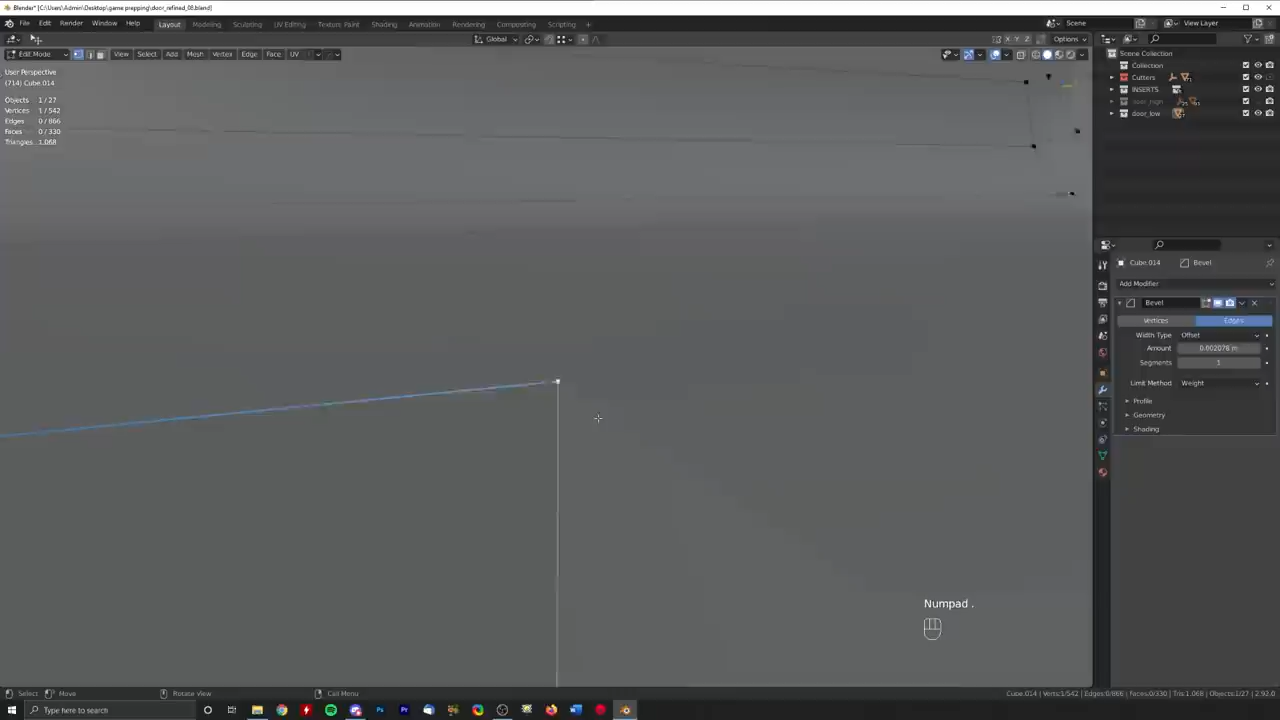 Blender* [C:\Users\Admin\Desktop\game prepping\door_refined_08.blend]
File Edit Render Window Help Layout Modeling Sculpting UV Editing Texture Paint Shading Animation Rendering Compositing Scripting Scene View Layer
Global X Y Z Options
Edit Mode View Select Add Mesh Vertex Edge Face UV
User Perspective
(714) Cube.014
Objects 1 / 27
Vertices 1 / 542
Edges 0 / 866
Faces 0 / 330
Triangles 1,068
Scene Collection
Collection
Cutters
INSERTS
door_high
door_low
Cube.014 Bevel
Add Modifier
Bevel
Vertices Edges
Width Type Offset
Amount 0.002078 m
Segments 1
Limit Method Weight
Profile
Geometry
Shading
Numpad .
Select Move Rotate View Call Menu Cube.014 | Verts:1/542 | Edges:0/866 | Faces:0/330 | Tris:1,068 | Objects:1/27 | 2.92.0
Type here to search